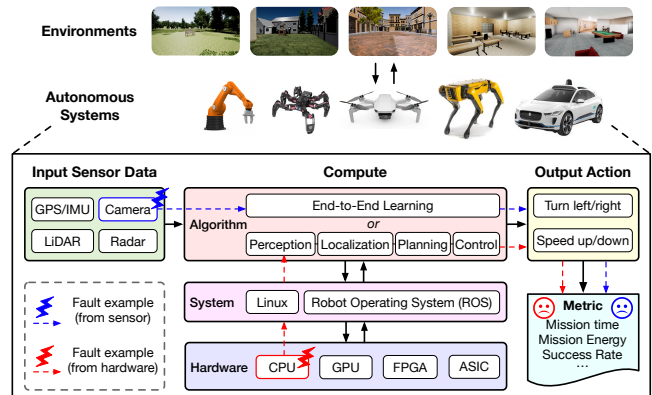 Environments
Autonomous
Systems
Input Sensor Data
Compute
Output Action
GPS/IMU
Camera
LiDAR
Radar
End-to-End Learning
Algorithm
or
Perception
Localization
Planning
Control
Turn left/right
Speed up/down
Fault example
(from sensor)
Fault example
(from hardware)
System
Linux
Robot Operating System (ROS)
Hardware
CPU
GPU
FPGA
ASIC
Metric
Mission time
Mission Energy
Success Rate
...